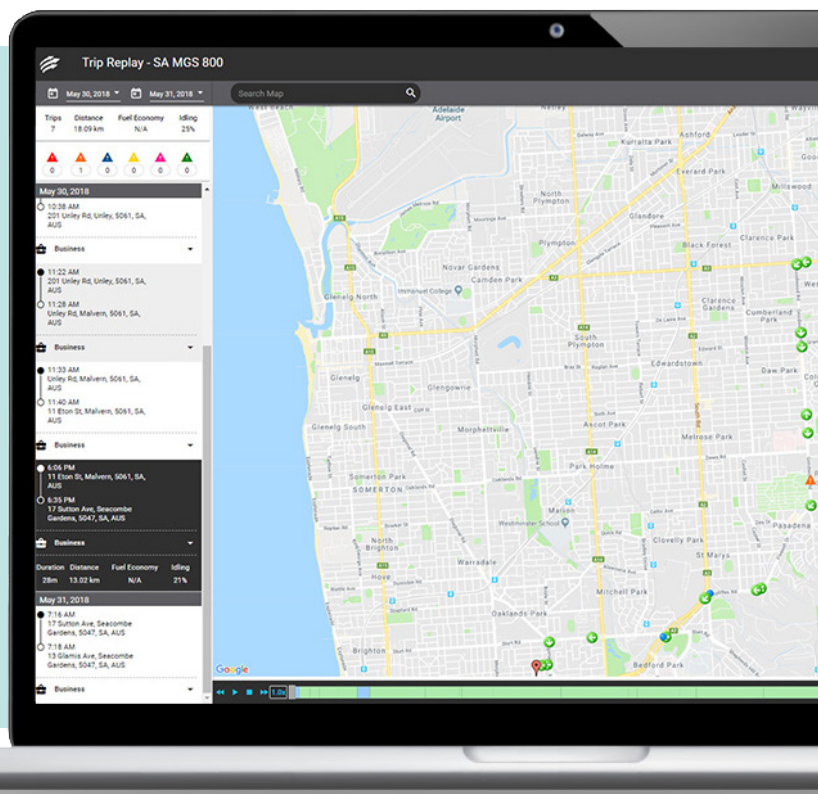 Trip Replay - SA MGS 800
May 30, 2018
May 31, 2018
Search Map
Trips Distance Fuel Economy Idling
7 18.09 km N/A 25%
0 1 0 0 0 0
May 30, 2018
10:38 AM
201 Unley Rd, Unley, 5061, SA,
AUS
Business
11:22 AM
201 Unley Rd, Unley, 5061, SA,
AUS
11:28 AM
Unley Rd, Malvern, 5061, SA,
AUS
Business
11:33 AM
Unley Rd, Malvern, 5061, SA,
AUS
11:40 AM
11 Eton St, Malvern, 5061, SA,
AUS
Business
6:06 PM
11 Eton St, Malvern, 5061, SA,
AUS
6:35 PM
17 Sutton Ave, Seacombe
Gardens, 5047, SA, AUS
Business
Duration Distance Fuel Economy Idling
28m 13.02 km N/A 21%
May 31, 2018
7:16 AM
17 Sutton Ave, Seacombe
Gardens, 5047, SA, AUS
7:18 AM
13 Glamis Ave, Seacombe
Gardens, 5047, SA, AUS
Business
Adelaide
Airport
Kurralta Park
Ashford
Everard Park
Millswood
North
Plympton
Glandore
Plympton
Black Forest
Clarence Park
Novar Gardens
Camden Park
Immanuel College
Glenelg North
Clarence
Gardens
Cumberland
Park
South
Plympton
Edwardstown
Daw Park
Glenelg
Glengowrie
Glenelg East
Glenelg South
Morphettville
Ascot Park
Melrose Park
Park Holme
Somerton Park
SOMERTON
Marion
Westminster School
Pasadena
North
Brighton
Clovelly Park
St Marys
Warradale
Hove
Mitchell Park
Oaklands Park
Brighton
Bedford Park
Google
1.0x